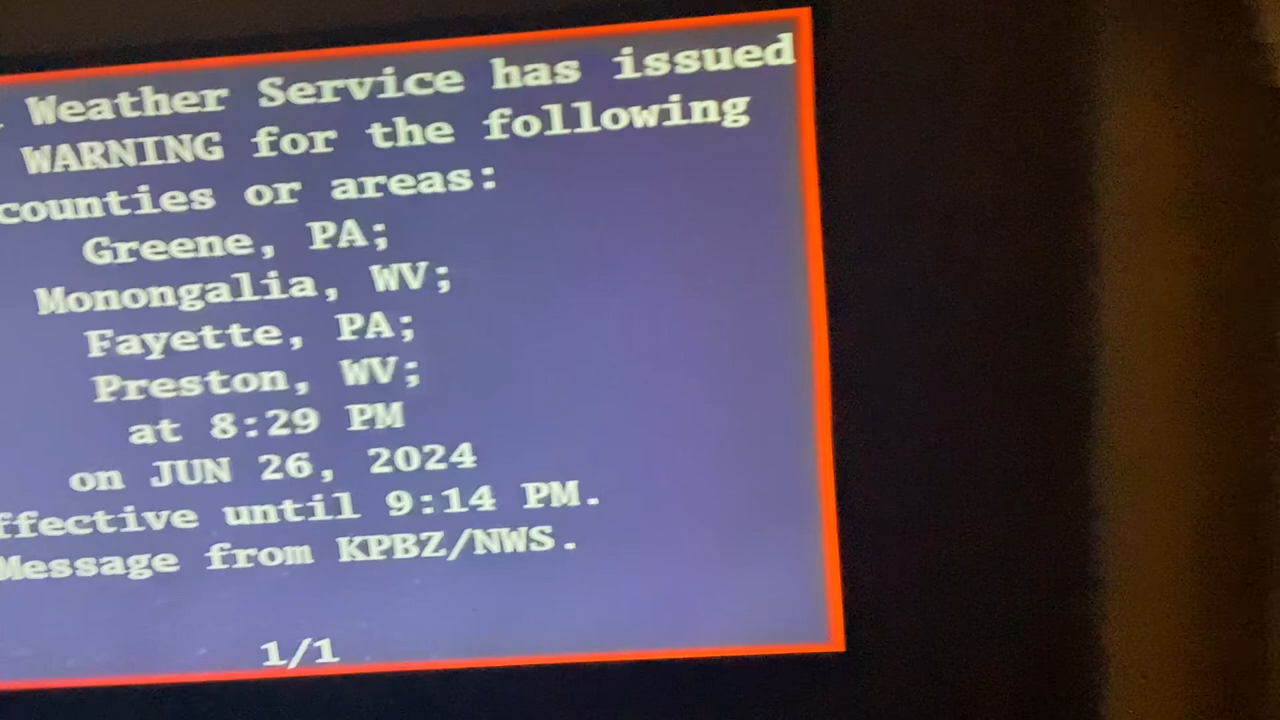 Weather Service has issued
WARNING for the following
counties or areas:
Greene, PA;
Monongalia, WV;
Fayette, PA;
Preston, WV;
at 8:29 PM
on JUN 26, 2024
ffective until 9:14 PM.
Message from KPBZ/NWS.
1/1